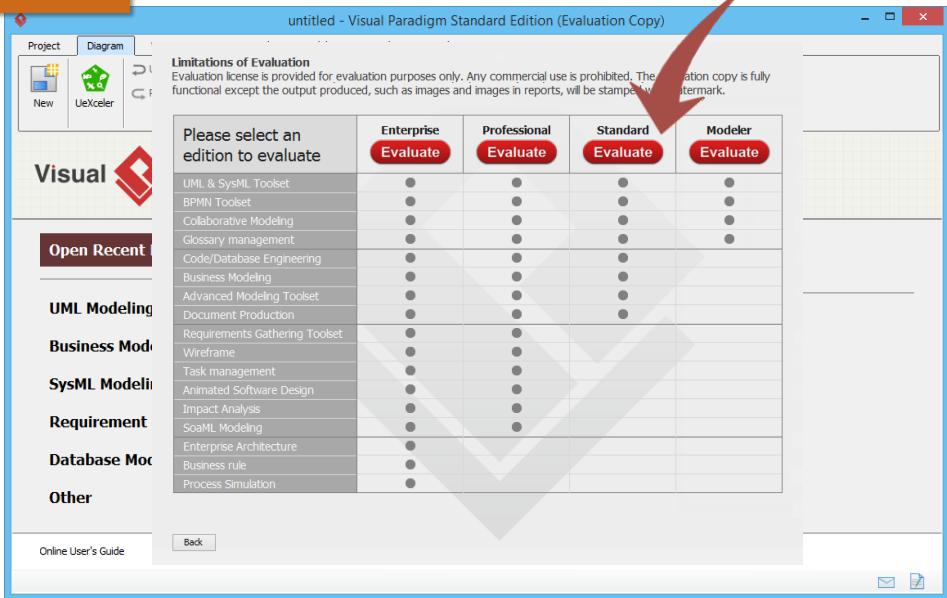 untitled - Visual Paradigm Standard Edition (Evaluation Copy)
Project Diagram
New UeXceler
Visual
Open Recent
UML Modeling
Business Mode
SysML Modelin
Requirement
Database Mod
Other
Online User's Guide
Limitations of Evaluation
Evaluation license is provided for evaluation purposes only. Any commercial use is prohibited. The ation copy is fully
functional except the output produced, such as images and images in reports, will be stamped w termark.
Please select an
edition to evaluate
Enterprise Professional Standard Modeler
Evaluate Evaluate Evaluate Evaluate
UML & SysML Toolset
BPMN Toolset
Collaborative Modeling
Glossary management
Code/Database Engineering
Business Modeling
Advanced Modeling Toolset
Document Production
Requirements Gathering Toolset
Wireframe
Task management
Animated Software Design
Impact Analysis
SoaML Modeling
Enterprise Architecture
Business rule
Process Simulation
Back